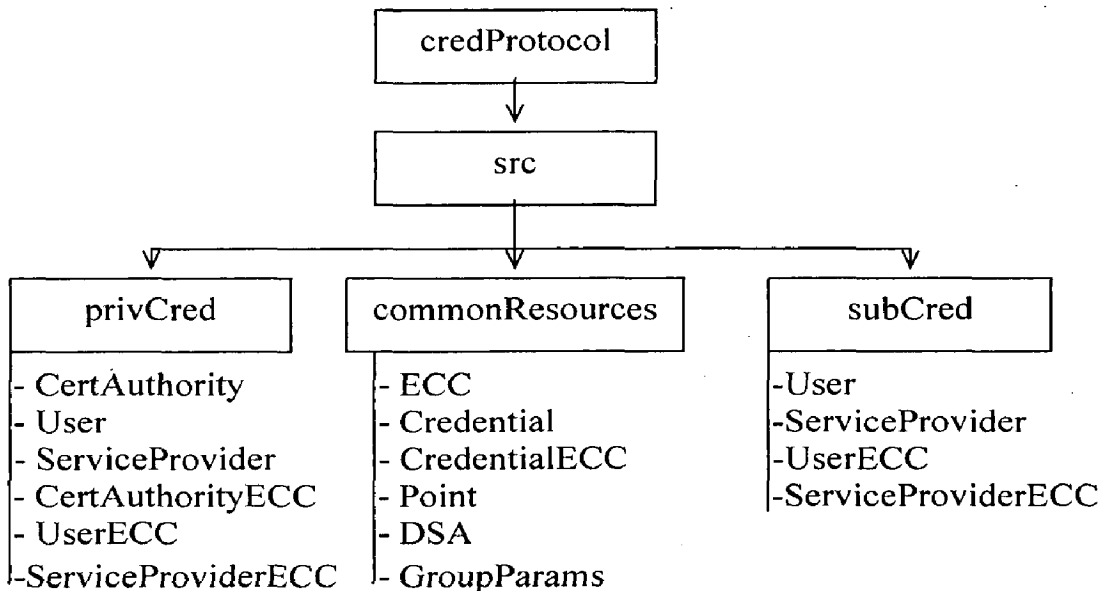 credProtocol
src
privCred
- CertAuthority
- User
- ServiceProvider
- CertAuthorityECC
- UserECC
-ServiceProviderECC
commonResources
- ECC
- Credential
- CredentialECC
- Point
- DSA
- GroupParams
subCred
-User
-ServiceProvider
-UserECC
-ServiceProviderECC